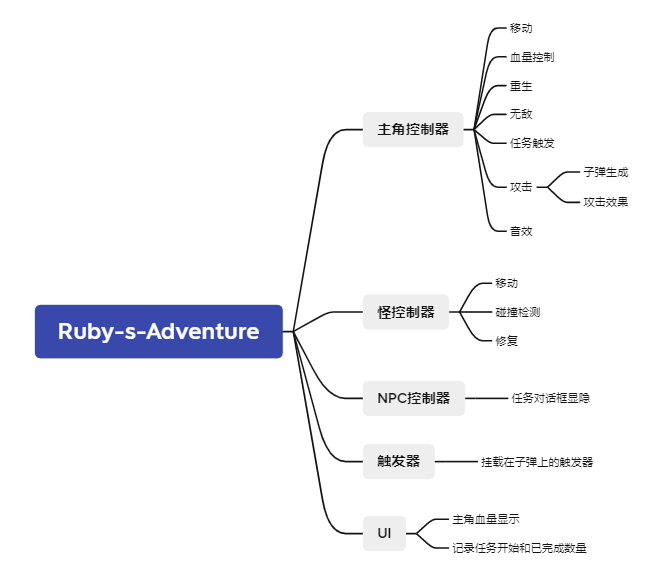 Ruby-s-Adventure
主角控制器
移动
血量控制
重生
无敌
任务触发
攻击
子弹生成
攻击效果
音效
怪控制器
移动
碰撞检测
修复
NPC控制器
任务对话框显隐
触发器
挂载在子弹上的触发器
UI
主角血量显示
记录任务开始和已完成数量